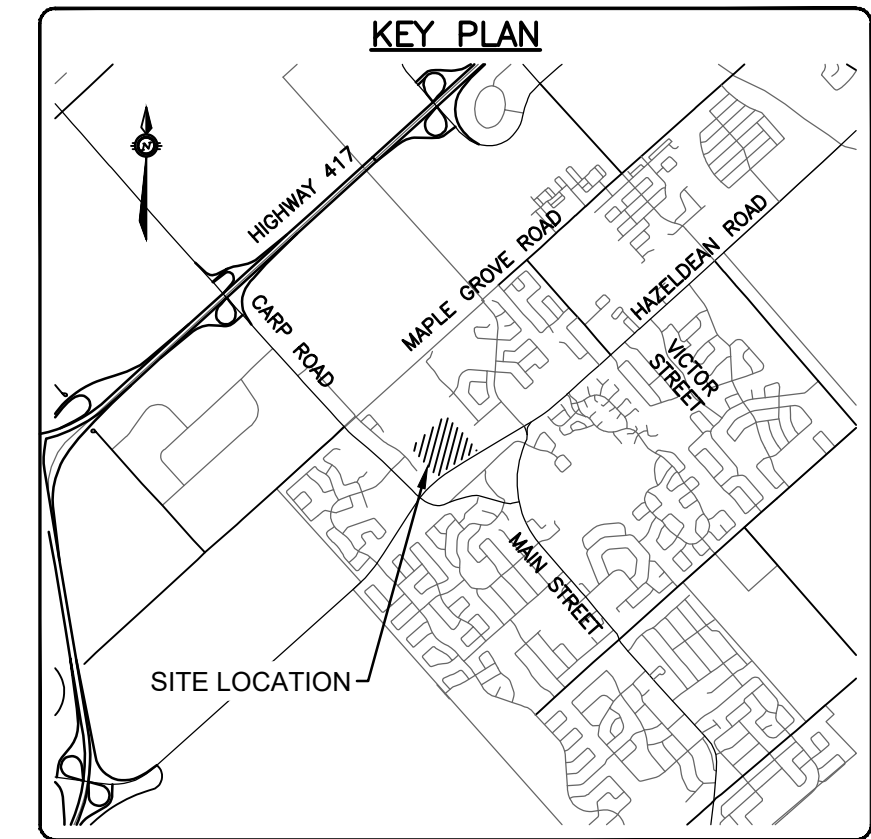 KEY PLAN
N
HIGHWAY 417
MAPLE GROVE ROAD
HAZELDEAN ROAD
CARP ROAD
VICTOR
STREET
MAIN STREET
SITE LOCATION